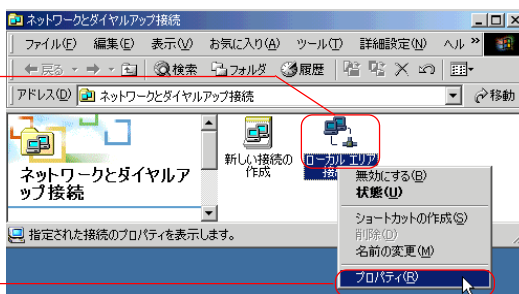 ネットワークとダイヤルアップ接続
ファイル(F) 編集(E) 表示(V) お気に入り(A) ツール(T) 詳細設定(N) ヘル »
戻る 検索 フォルダ 履歴
アドレス(D) ネットワークとダイヤルアップ接続 移動
ネットワークとダイヤルア
ップ接続
新しい接続の
作成
ローカル エリア
接
無効にする(B)
状態(U)
ショートカットの作成(S)
削除(D)
名前の変更(M)
プロパティ(R)
指定された接続のプロパティを表示します。